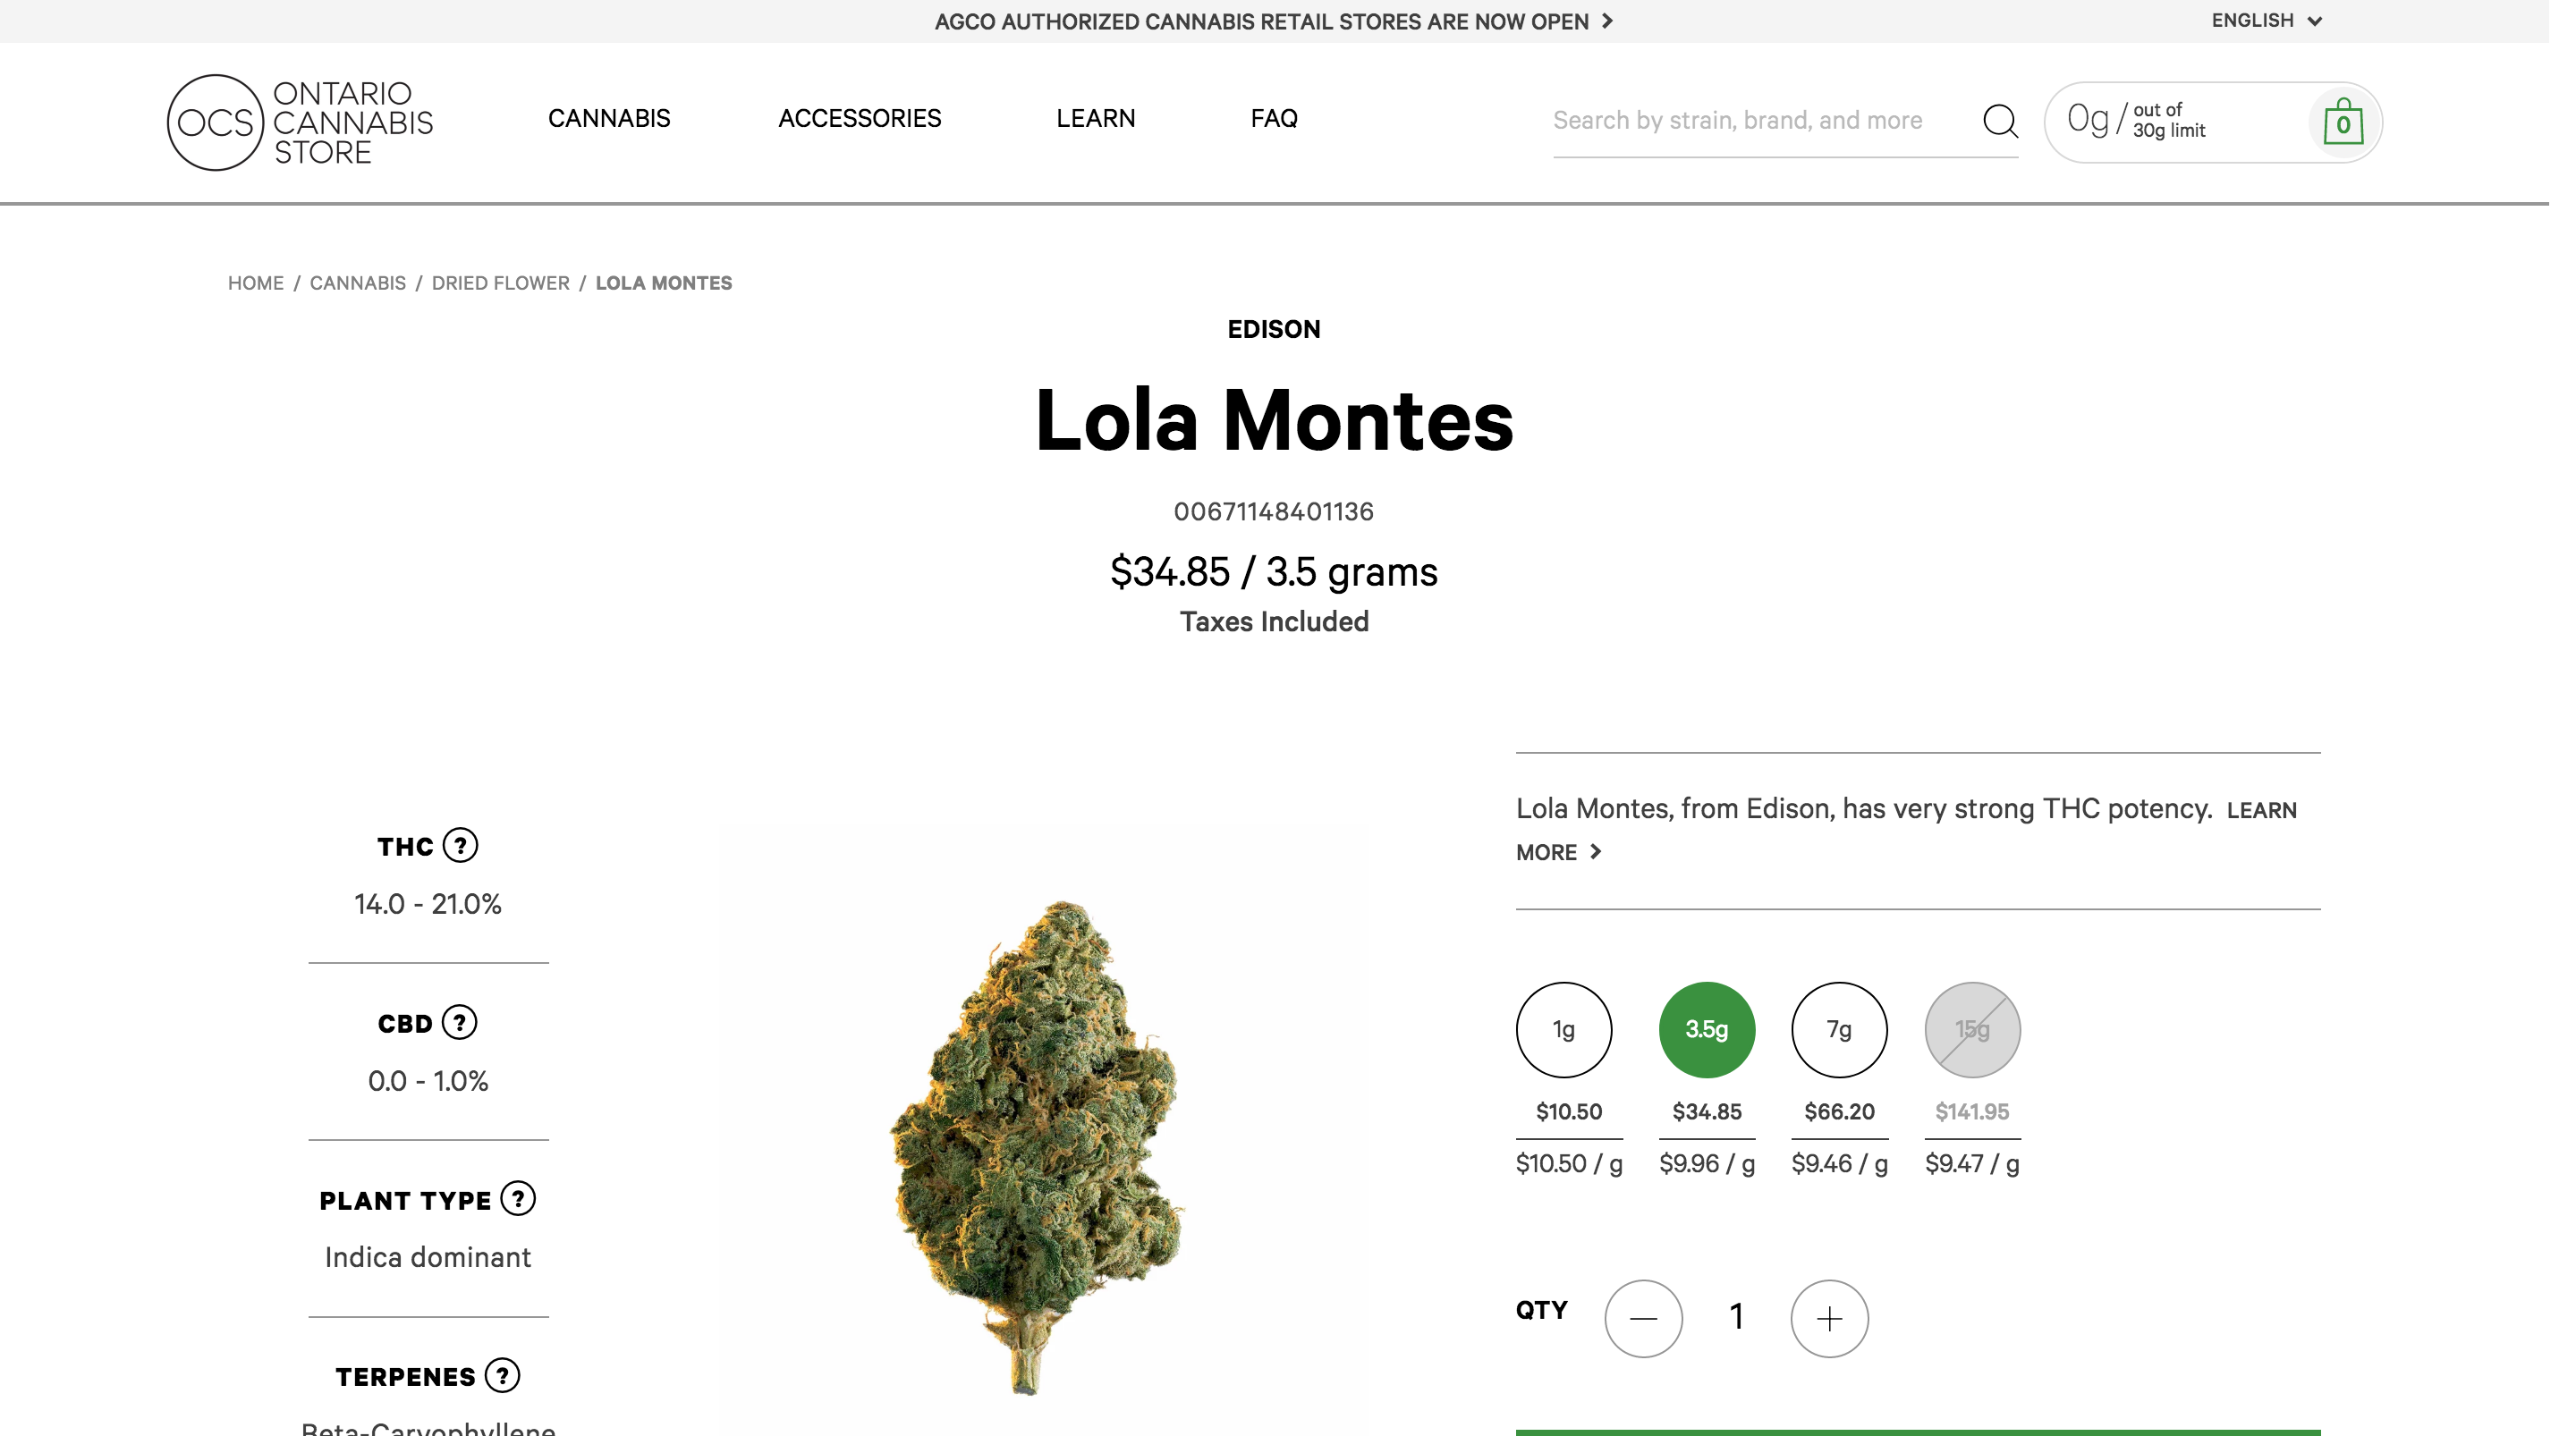 AGCO AUTHORIZED CANNABIS RETAIL STORES ARE NOW OPEN
ENGLISH
OCS
ONTARIO
CANNABIS
STORE
CANNABIS
ACCESSORIES
LEARN
FAQ
Search by strain, brand, and more
0g / out of
30g limit
0
HOME / CANNABIS / DRIED FLOWER / LOLA MONTES
EDISON
Lola Montes
00671148401136
$34.85 / 3.5 grams
Taxes Included
THC ?
14.0 - 21.0%
CBD ?
0.0 - 1.0%
PLANT TYPE ?
Indica dominant
TERPENES ?
Beta-Caryophyllene
Lola Montes, from Edison, has very strong THC potency. LEARN
MORE
1g 3.5g 7g 15g
$10.50 $34.85 $66.20 $141.95
$10.50 / g $9.96 / g $9.46 / g $9.47 / g
QTY 1